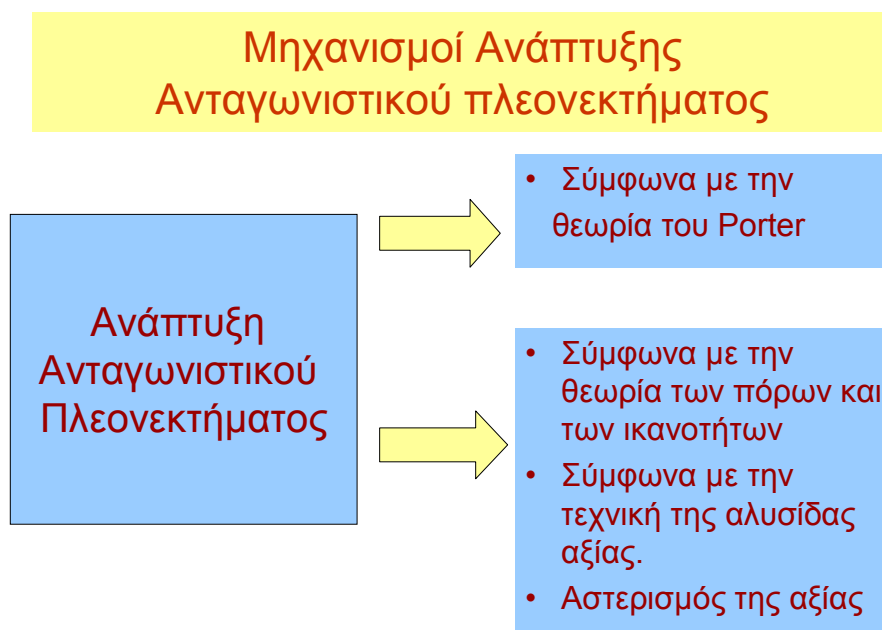 Μηχανισμοί Ανάπτυξης
Ανταγωνιστικού πλεονεκτήματος
Ανάπτυξη
Ανταγωνιστικού
Πλεονεκτήματος
• Σύμφωνα με την
θεωρία του Porter
• Σύμφωνα με την
θεωρία των πόρων και
των ικανοτήτων
• Σύμφωνα με την
τεχνική της αλυσίδας
αξίας.
• Αστερισμός της αξίας